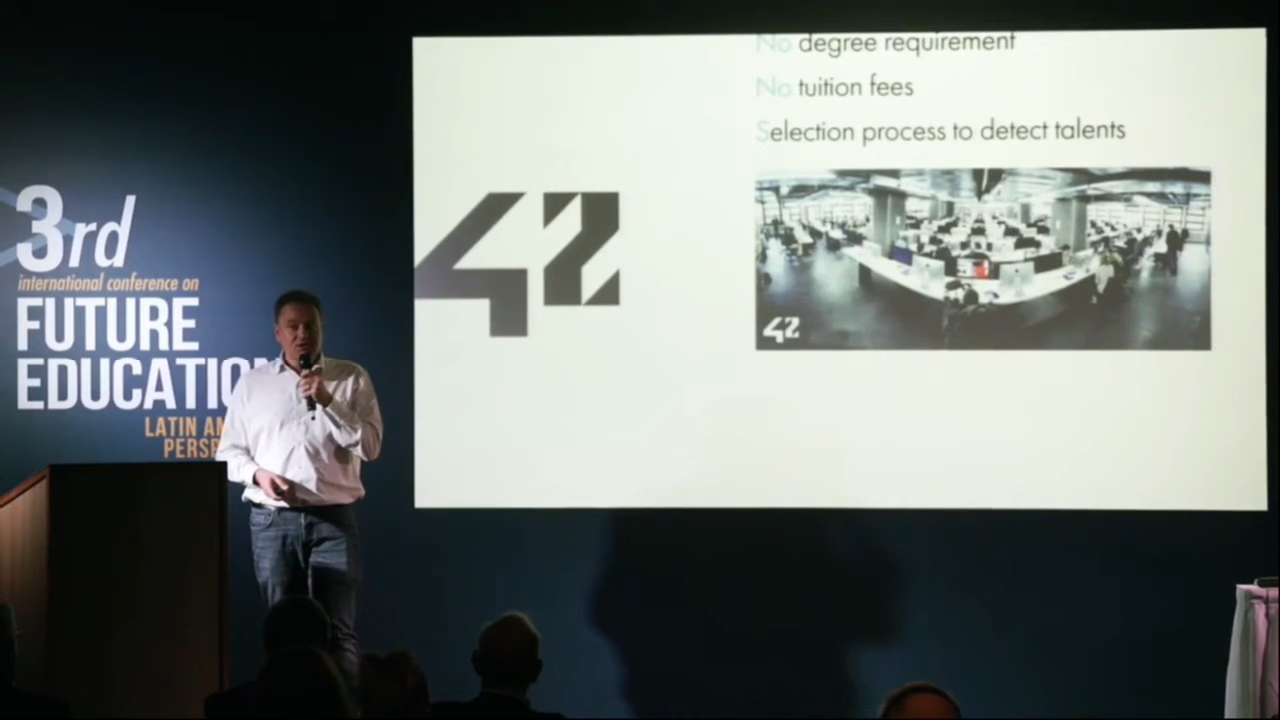 3rd
international conference on
FUTURE
EDUCATION
LATIN AM
PERSP
No degree requirement
No tuition fees
Selection process to detect talents
42
42